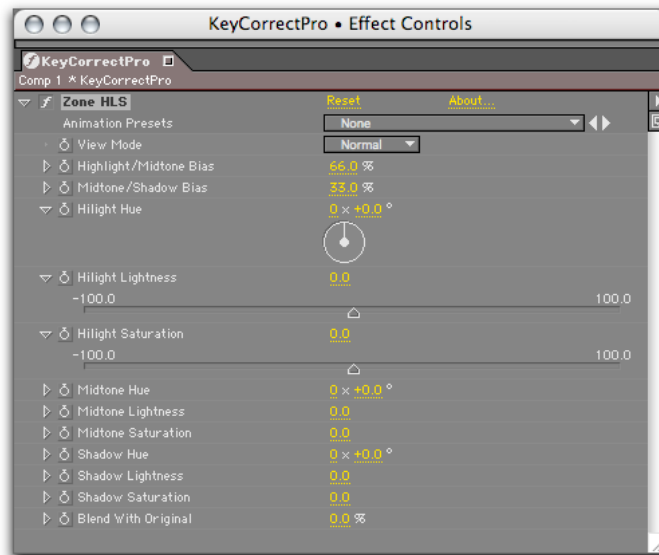 KeyCorrectPro • Effect Controls
KeyCorrectPro
Comp 1 * KeyCorrectPro
f Zone HLS Reset About...
Animation Presets None
View Mode Normal
Highlight/Midtone Bias 66.0 %
Midtone/Shadow Bias 33.0 %
Hilight Hue 0 x +0.0 °
Hilight Lightness 0.0
-100.0 100.0
Hilight Saturation 0.0
-100.0 100.0
Midtone Hue 0 x +0.0 °
Midtone Lightness 0.0
Midtone Saturation 0.0
Shadow Hue 0 x +0.0 °
Shadow Lightness 0.0
Shadow Saturation 0.0
Blend With Original 0.0 %